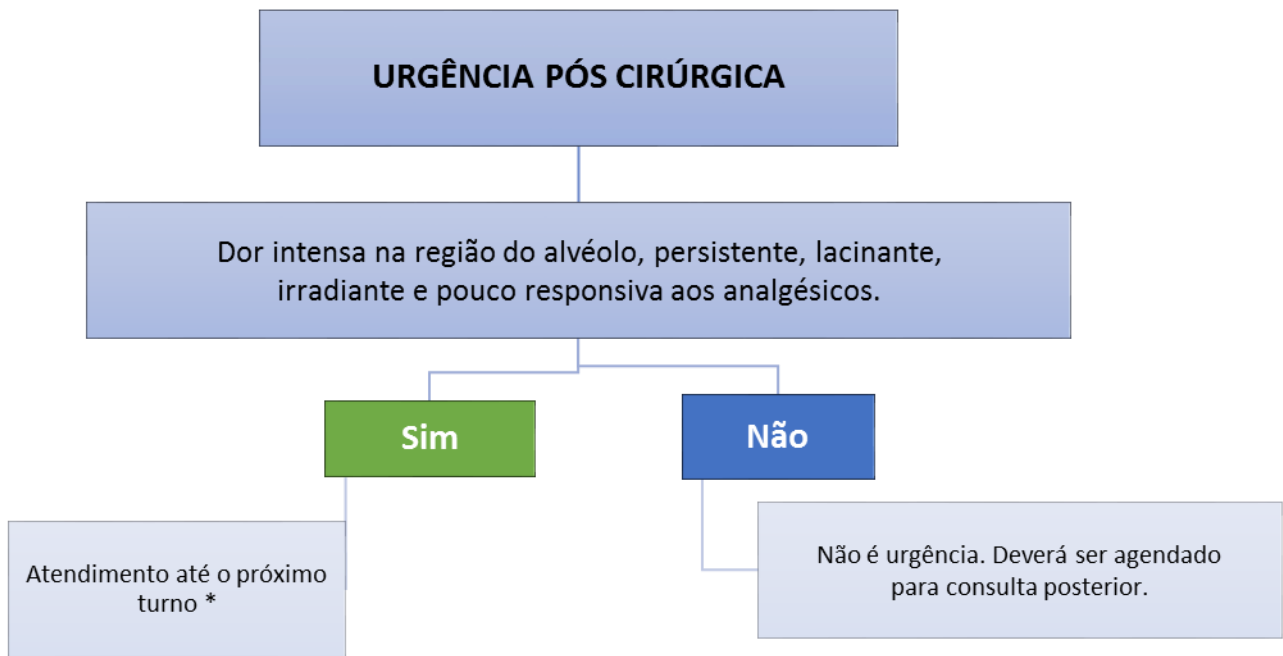 URGÊNCIA PÓS CIRÚRGICA
Dor intensa na região do alvéolo, persistente, lacinante,
irradiante e pouco responsiva aos analgésicos.
Sim
Não
Atendimento até o próximo
turno *
Não é urgência. Deverá ser agendado
para consulta posterior.